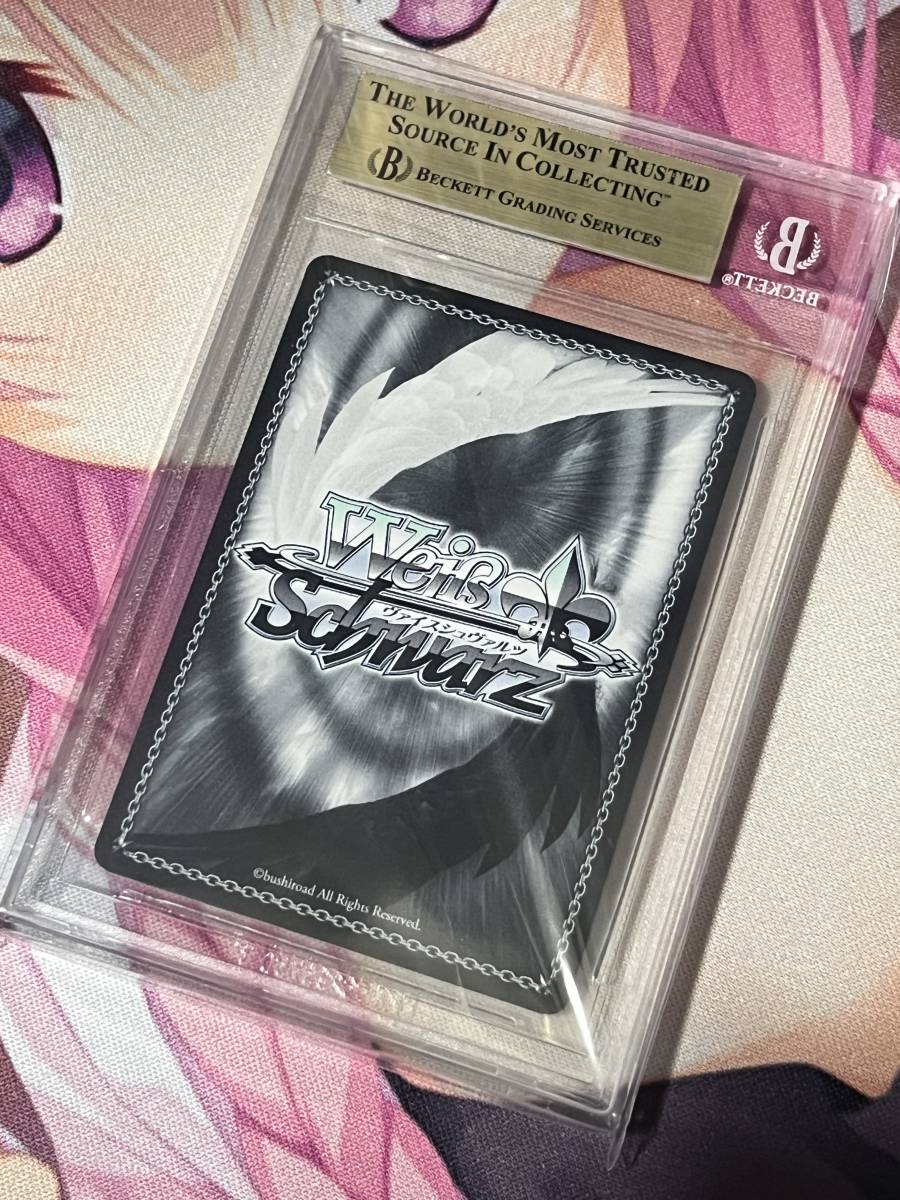 THE WORLD'S MOST TRUSTED
SOURCE IN COLLECTING™
B BECKETT GRADING SERVICES
B
BECKETT®
Weiß
ヴァイスシュヴァルツ
Schwarz
©bushiroad All Rights Reserved.